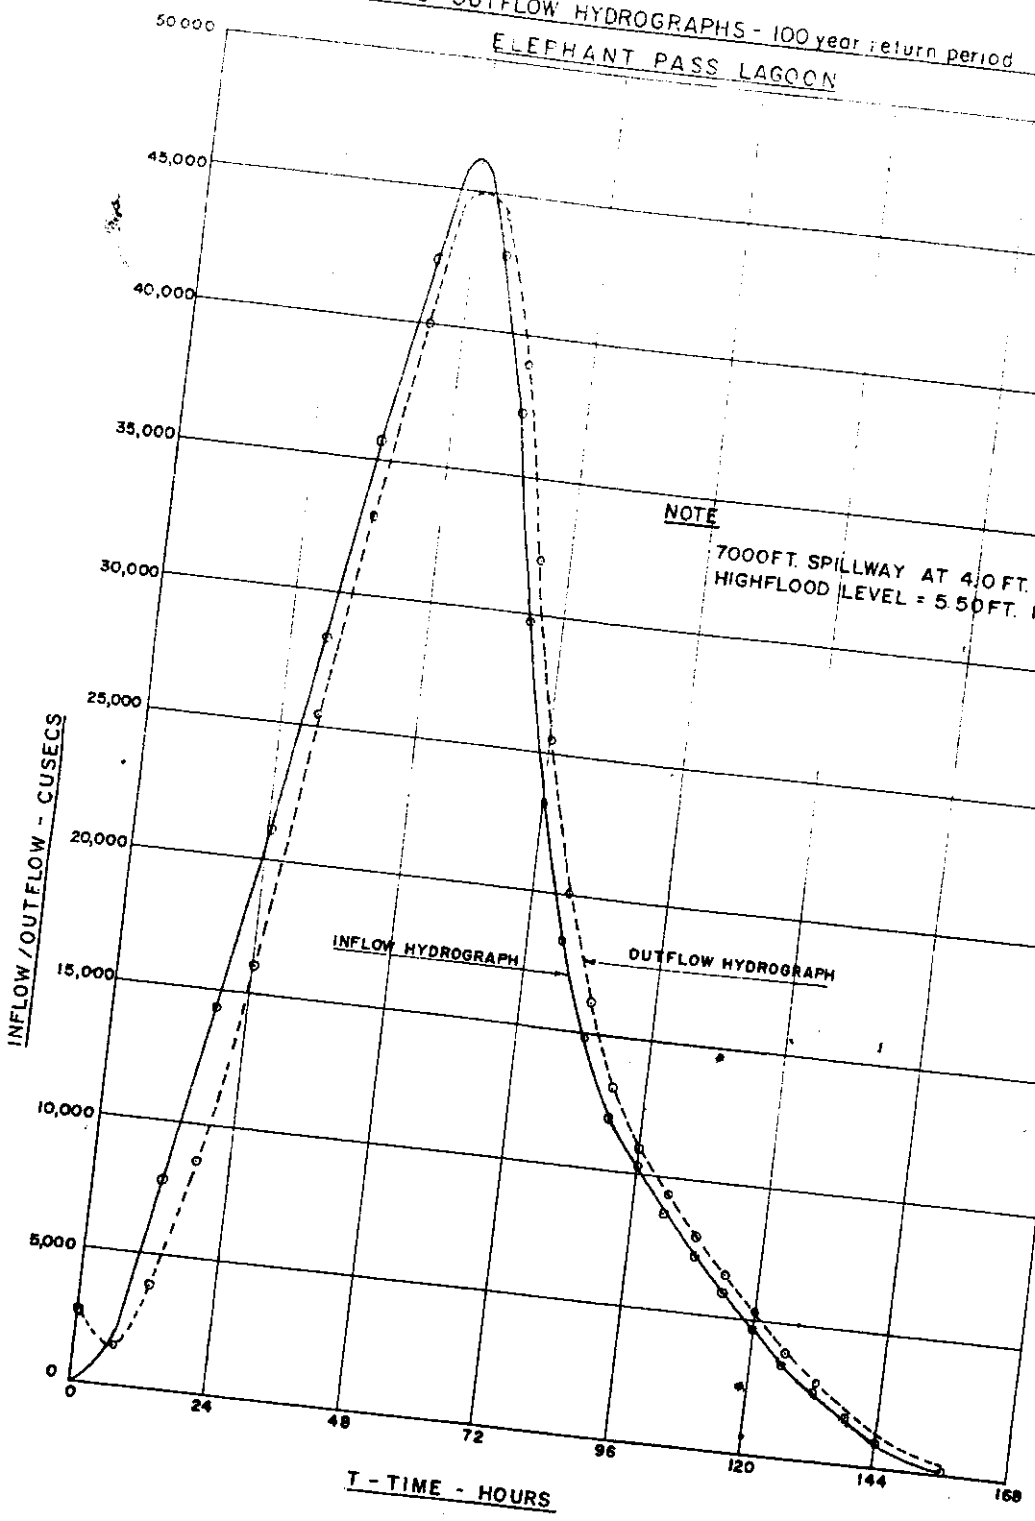 OUTFLOW HYDROGRAPHS - 100 year return period
ELEPHANT PASS LAGOON
50000
45,000
40,000
35,000
30,000
25,000
20,000
15,000
10,000
5,000
0
INFLOW/OUTFLOW - CUSECS
NOTE
7000FT. SPILLWAY AT 4.0 FT.
HIGHFLOOD LEVEL = 5.50FT.
INFLOW HYDROGRAPH
OUTFLOW HYDROGRAPH
0 24 48 72 96 120 144 168
T - TIME - HOURS